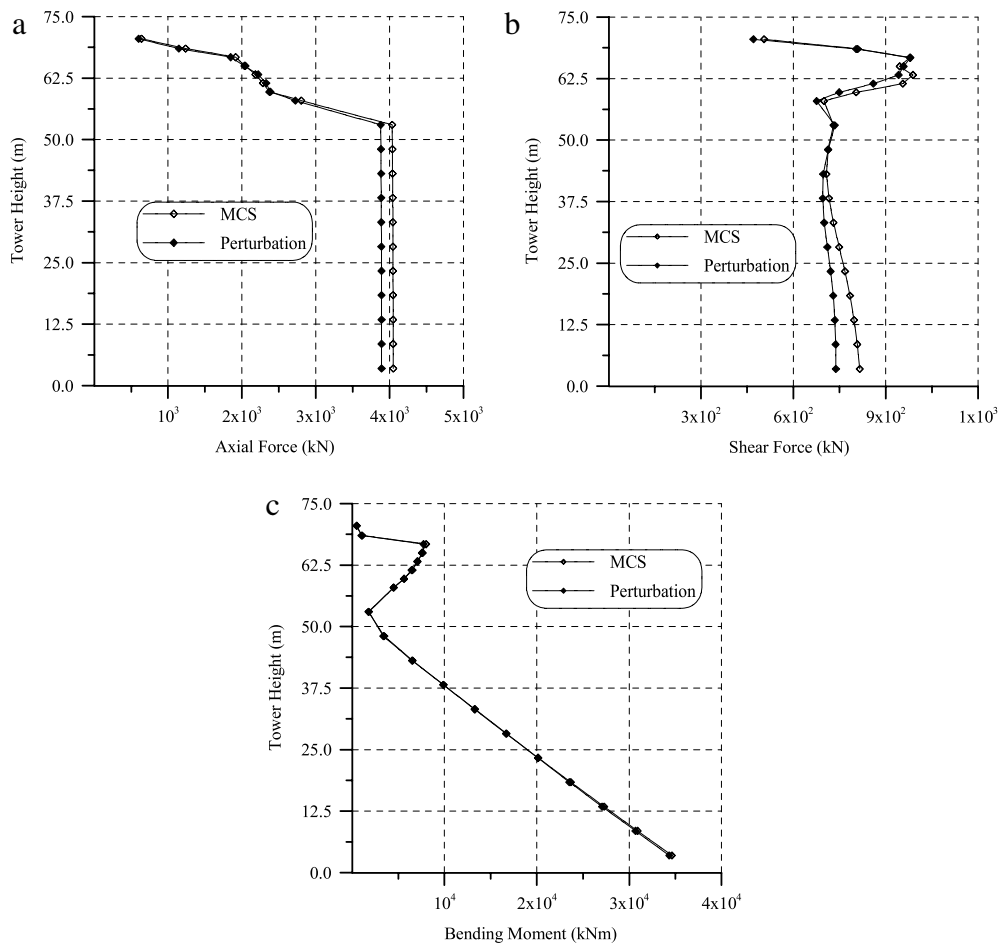 a
75.0
62.5
50.0
37.5
25.0
12.5
0.0
Tower Height (m)
MCS
Perturbation
10³
2x10³
3x10³
4x10³
5x10³
Axial Force (kN)
b
75.0
62.5
50.0
37.5
25.0
12.5
0.0
Tower Height (m)
MCS
Perturbation
3x10²
6x10²
9x10²
1x10³
Shear Force (kN)
c
75.0
62.5
50.0
37.5
25.0
12.5
0.0
Tower Height (m)
MCS
Perturbation
10⁴
2x10⁴
3x10⁴
4x10⁴
Bending Moment (kNm)